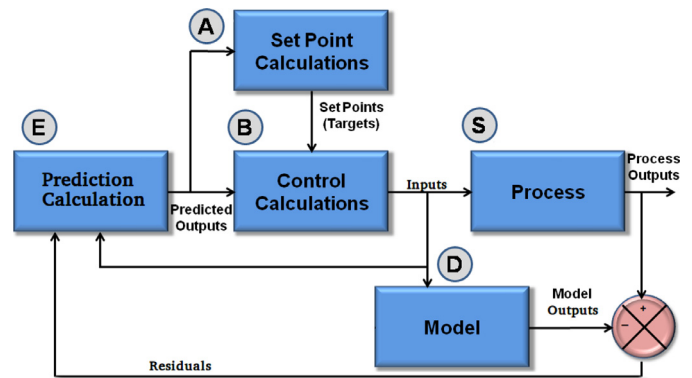 A
Set Point
Calculations
Set Points
(Targets)
E
B
S
Prediction
Calculation
Predicted
Outputs
Control
Calculations
Inputs
Process
Process
Outputs
D
Model
Model
Outputs
+
−
Residuals